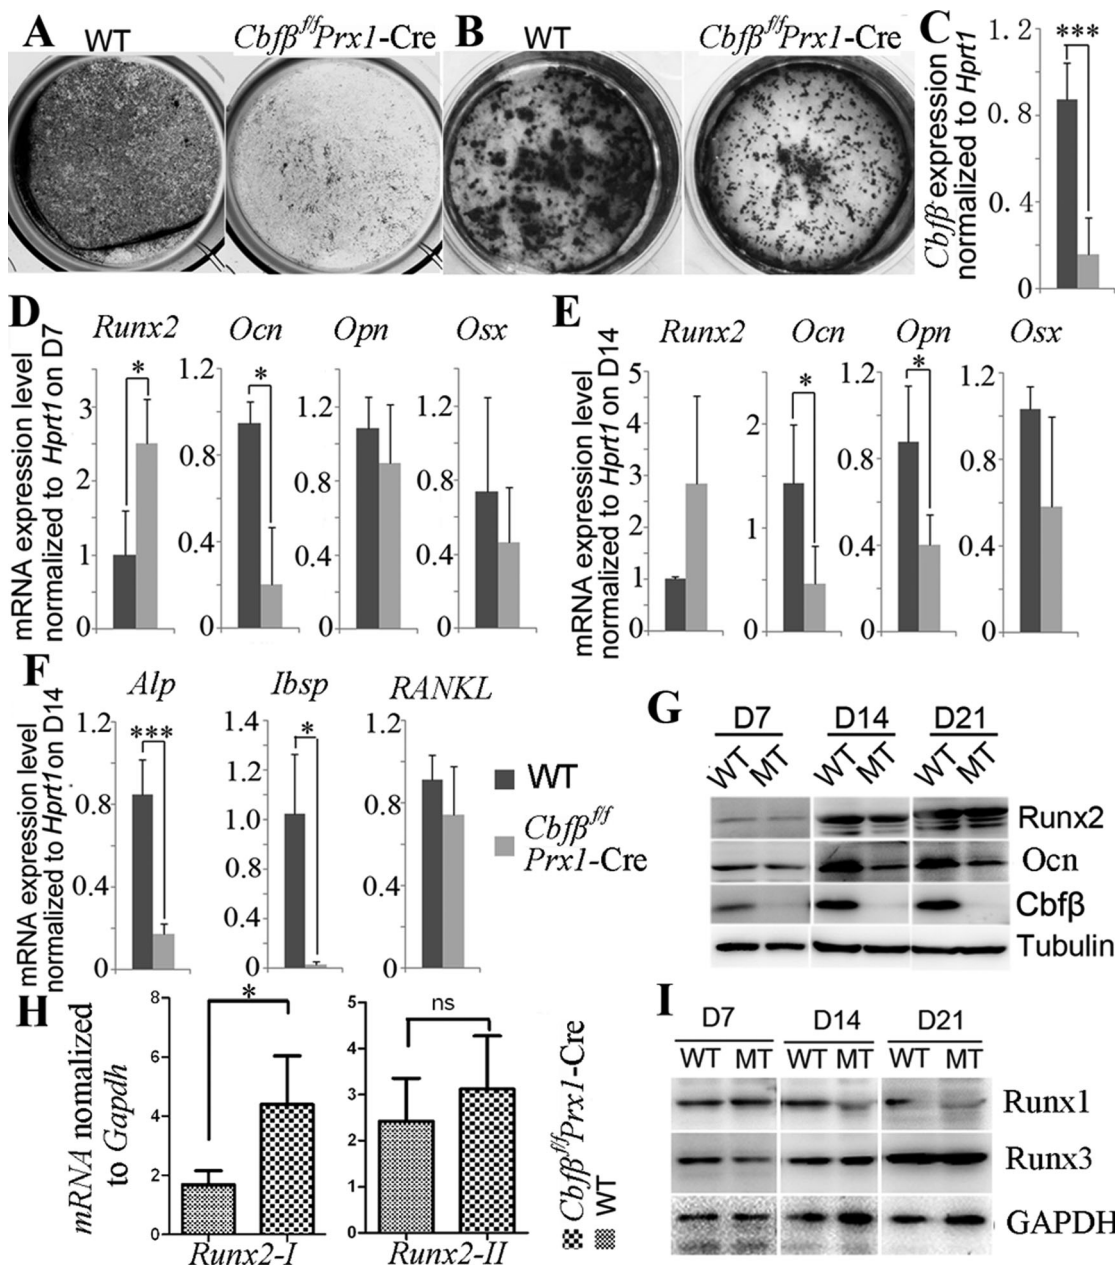 A WT Cbfβf/fPrx1-Cre B WT Cbfβf/fPrx1-Cre C
***
Cbfβ expression
normalized to Hprt1
1.2
0.8
0.4
0
D
Runx2 Ocn Opn Osx
mRNA expression level
normalized to Hprt1 on D7
*
3
2
1
0
*
1.2
0.8
0.4
0
1.2
0.8
0.4
0
1.2
0.8
0.4
0
E
Runx2 Ocn Opn Osx
mRNA expression level
normalized to Hprt1 on D14
5
4
3
2
1
0
*
2
1
0
*
1.2
0.8
0.4
0
1.2
0.8
0.4
0
F
Alp Ibsp RANKL
mRNA expression level
normalized to Hprt1 on D14
***
1.2
0.8
0.4
0
*
1.4
1.2
1.0
0.8
0.4
0
1.2
0.8
0.4
0
WT
Cbfβf/f
Prx1-Cre
G
D7 D14 D21
WT MT WT MT WT MT
Runx2
Ocn
Cbfβ
Tubulin
H
mRNA nomalized
to Gapdh
*
8
6
4
2
0
Runx2-I
ns
5
4
3
2
1
0
Runx2-II
Cbfβf/fPrx1-Cre
WT
I
D7 D14 D21
WT MT WT MT WT MT
Runx1
Runx3
GAPDH